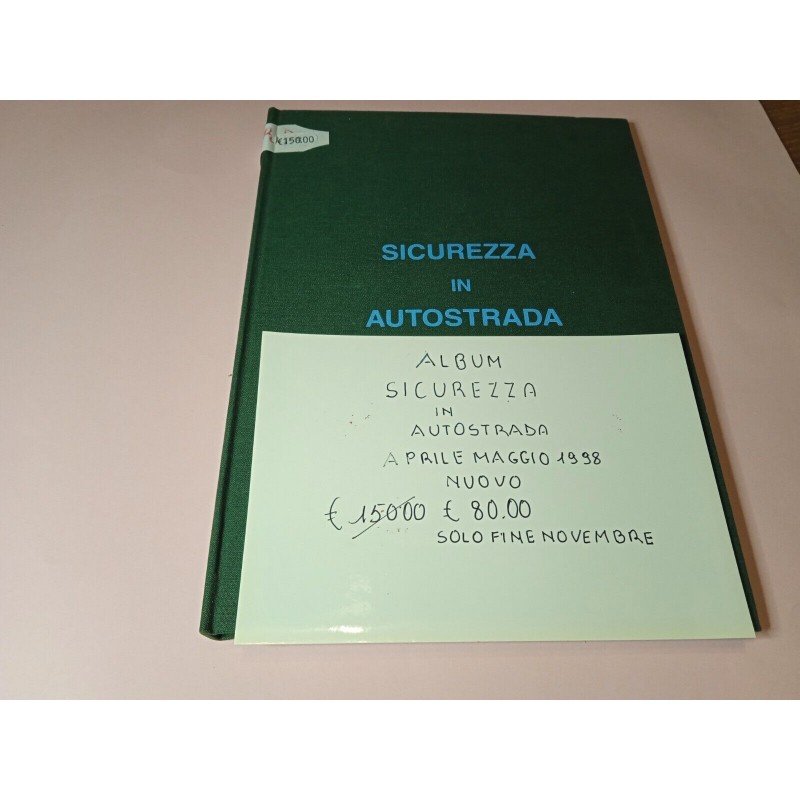 €150.00
SICUREZZA
IN
AUTOSTRADA
ALBUM
SICUREZZA
IN
AUTOSTRADA
APRILE MAGGIO 1998
NUOVO
€ 150.00 € 80.00
SOLO FINE NOVEMBRE